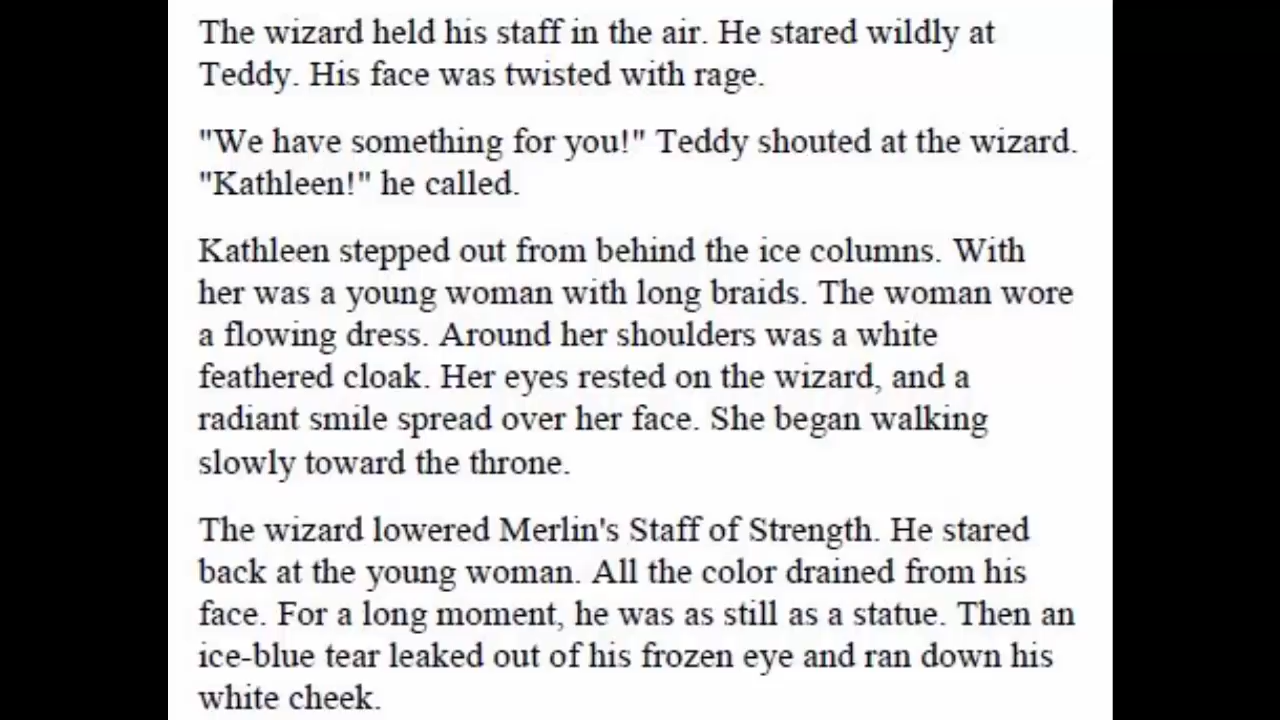 The wizard held his staff in the air. He stared wildly at
Teddy. His face was twisted with rage.
"We have something for you!" Teddy shouted at the wizard.
"Kathleen!" he called.
Kathleen stepped out from behind the ice columns. With
her was a young woman with long braids. The woman wore
a flowing dress. Around her shoulders was a white
feathered cloak. Her eyes rested on the wizard, and a
radiant smile spread over her face. She began walking
slowly toward the throne.
The wizard lowered Merlin's Staff of Strength. He stared
back at the young woman. All the color drained from his
face. For a long moment, he was as still as a statue. Then an
ice-blue tear leaked out of his frozen eye and ran down his
white cheek.